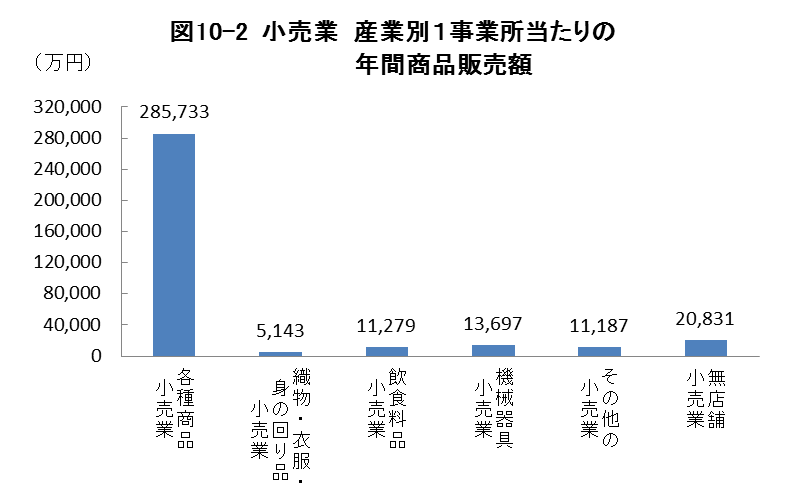 図10-2 小売業 産業別１事業所当たりの
年間商品販売額
（万円）
320,000
280,000
240,000
200,000
160,000
120,000
80,000
40,000
0
285,733
5,143
11,279
13,697
11,187
20,831
各種商品
小売業
織物・衣服・
身の回り品
小売業
飲食料品
小売業
機械器具
小売業
その他の
小売業
無店舗
小売業